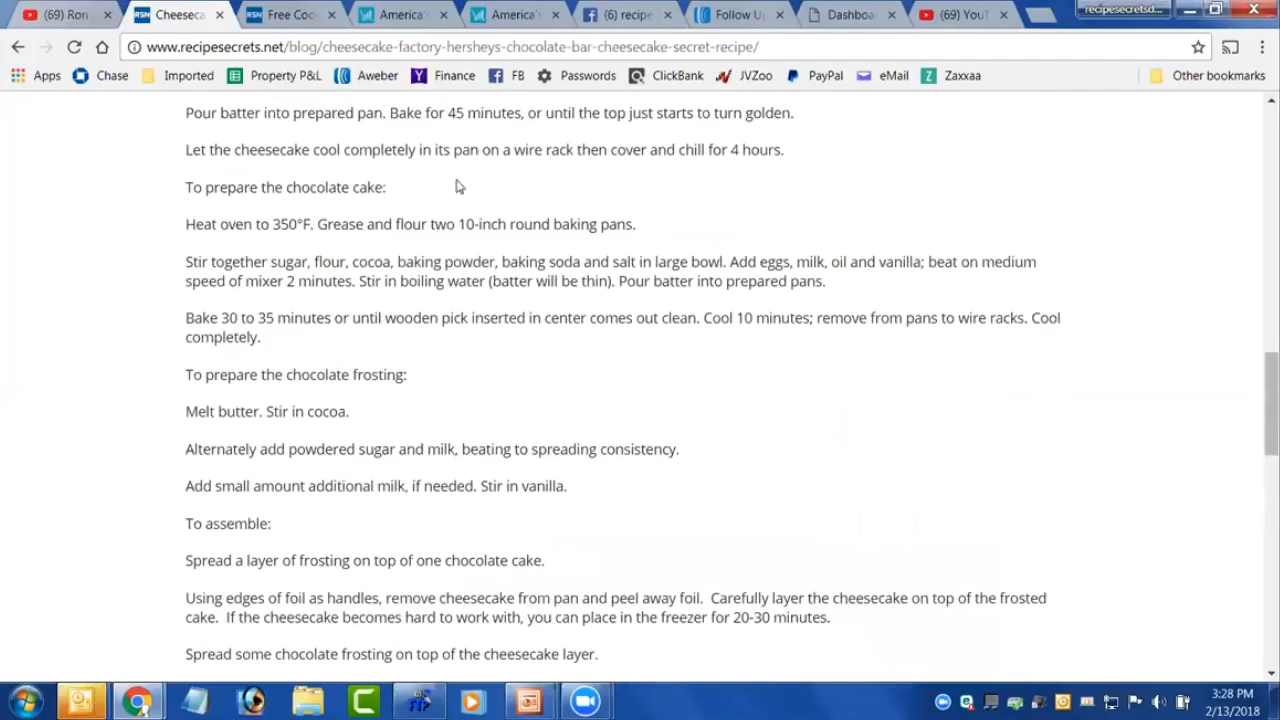 (69) Ron
Cheeseca
Free Coo
America'
America'
(6) recipe
Follow U
Dashboa
(69) YouT
recipesecretsd...
www.recipesecrets.net/blog/cheesecake-factory-hersheys-chocolate-bar-cheesecake-secret-recipe/
Apps Chase Imported Property P&L Aweber Finance FB Passwords ClickBank JVZoo PayPal eMail Zaxxaa Other bookmarks
Pour batter into prepared pan. Bake for 45 minutes, or until the top just starts to turn golden.
Let the cheesecake cool completely in its pan on a wire rack then cover and chill for 4 hours.
To prepare the chocolate cake:
Heat oven to 350°F. Grease and flour two 10-inch round baking pans.
Stir together sugar, flour, cocoa, baking powder, baking soda and salt in large bowl. Add eggs, milk, oil and vanilla; beat on medium
speed of mixer 2 minutes. Stir in boiling water (batter will be thin). Pour batter into prepared pans.
Bake 30 to 35 minutes or until wooden pick inserted in center comes out clean. Cool 10 minutes; remove from pans to wire racks. Cool
completely.
To prepare the chocolate frosting:
Melt butter. Stir in cocoa.
Alternately add powdered sugar and milk, beating to spreading consistency.
Add small amount additional milk, if needed. Stir in vanilla.
To assemble:
Spread a layer of frosting on top of one chocolate cake.
Using edges of foil as handles, remove cheesecake from pan and peel away foil. Carefully layer the cheesecake on top of the frosted
cake. If the cheesecake becomes hard to work with, you can place in the freezer for 20-30 minutes.
Spread some chocolate frosting on top of the cheesecake layer.
3:28 PM
2/13/2018